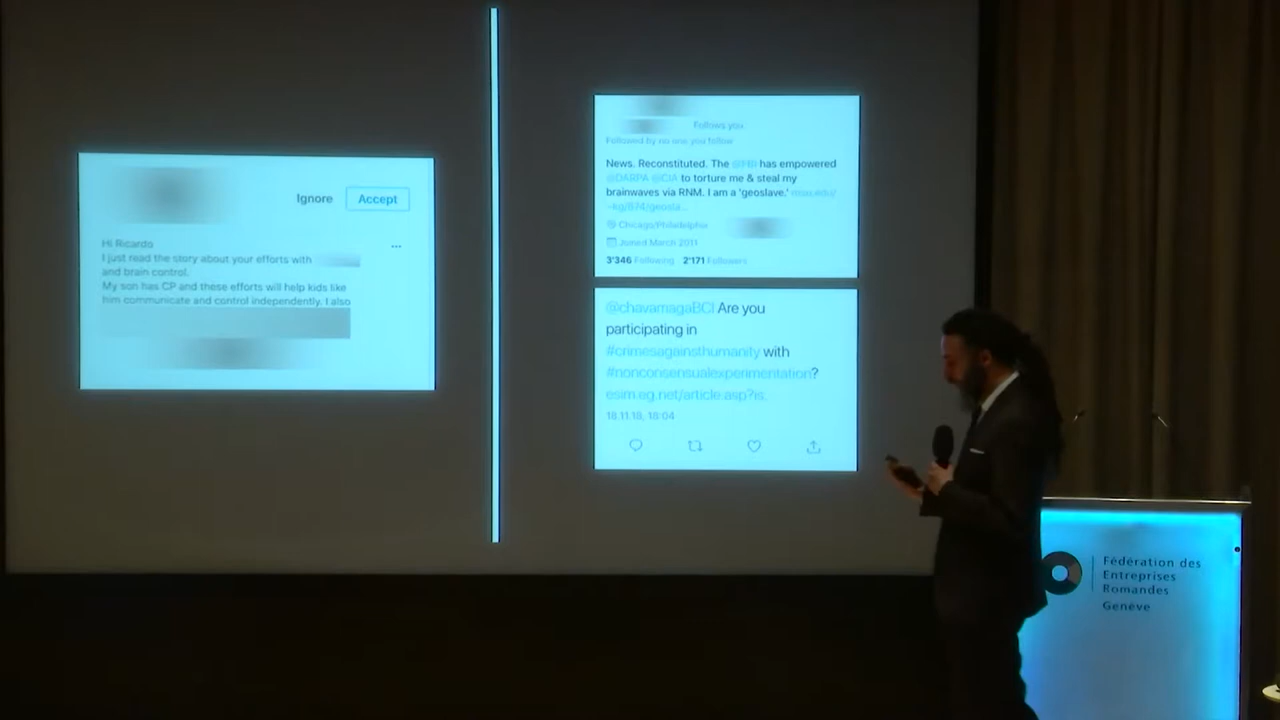 Ignore Accept
Hi Ricardo
I just read the story about your efforts with
and brain control.
My son has CP and these efforts will help kids like
him communicate and control independently. I also
Follows you
Followed by no one you follow
News. Reconstituted. The @FBI has empowered
@DARPA @CIA to torture me & steal my
brainwaves via RNM. I am a 'geoslave.'
Chicago/Philadelphia
Joined March 2011
3'346 Following 2'171 Followers
@chavarriagaBCI Are you
participating in
#crimesagainsthumanity with
#nonconsensualexperimentation?
18.11.18, 18:04
Fédération des
Entreprises
Romandes
Genève